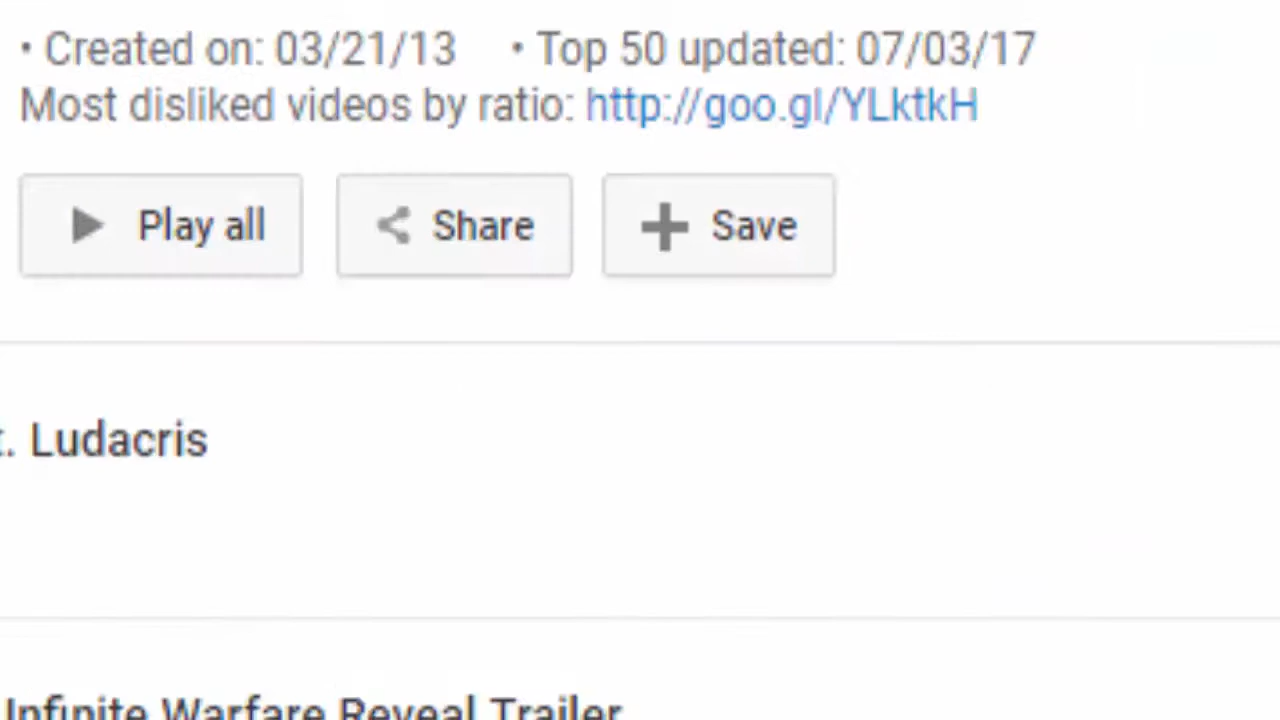 • Created on: 03/21/13 • Top 50 updated: 07/03/17
Most disliked videos by ratio: http://goo.gl/YLktkH
Play all Share Save
. Ludacris
Infinite Warfare Reveal Trailer